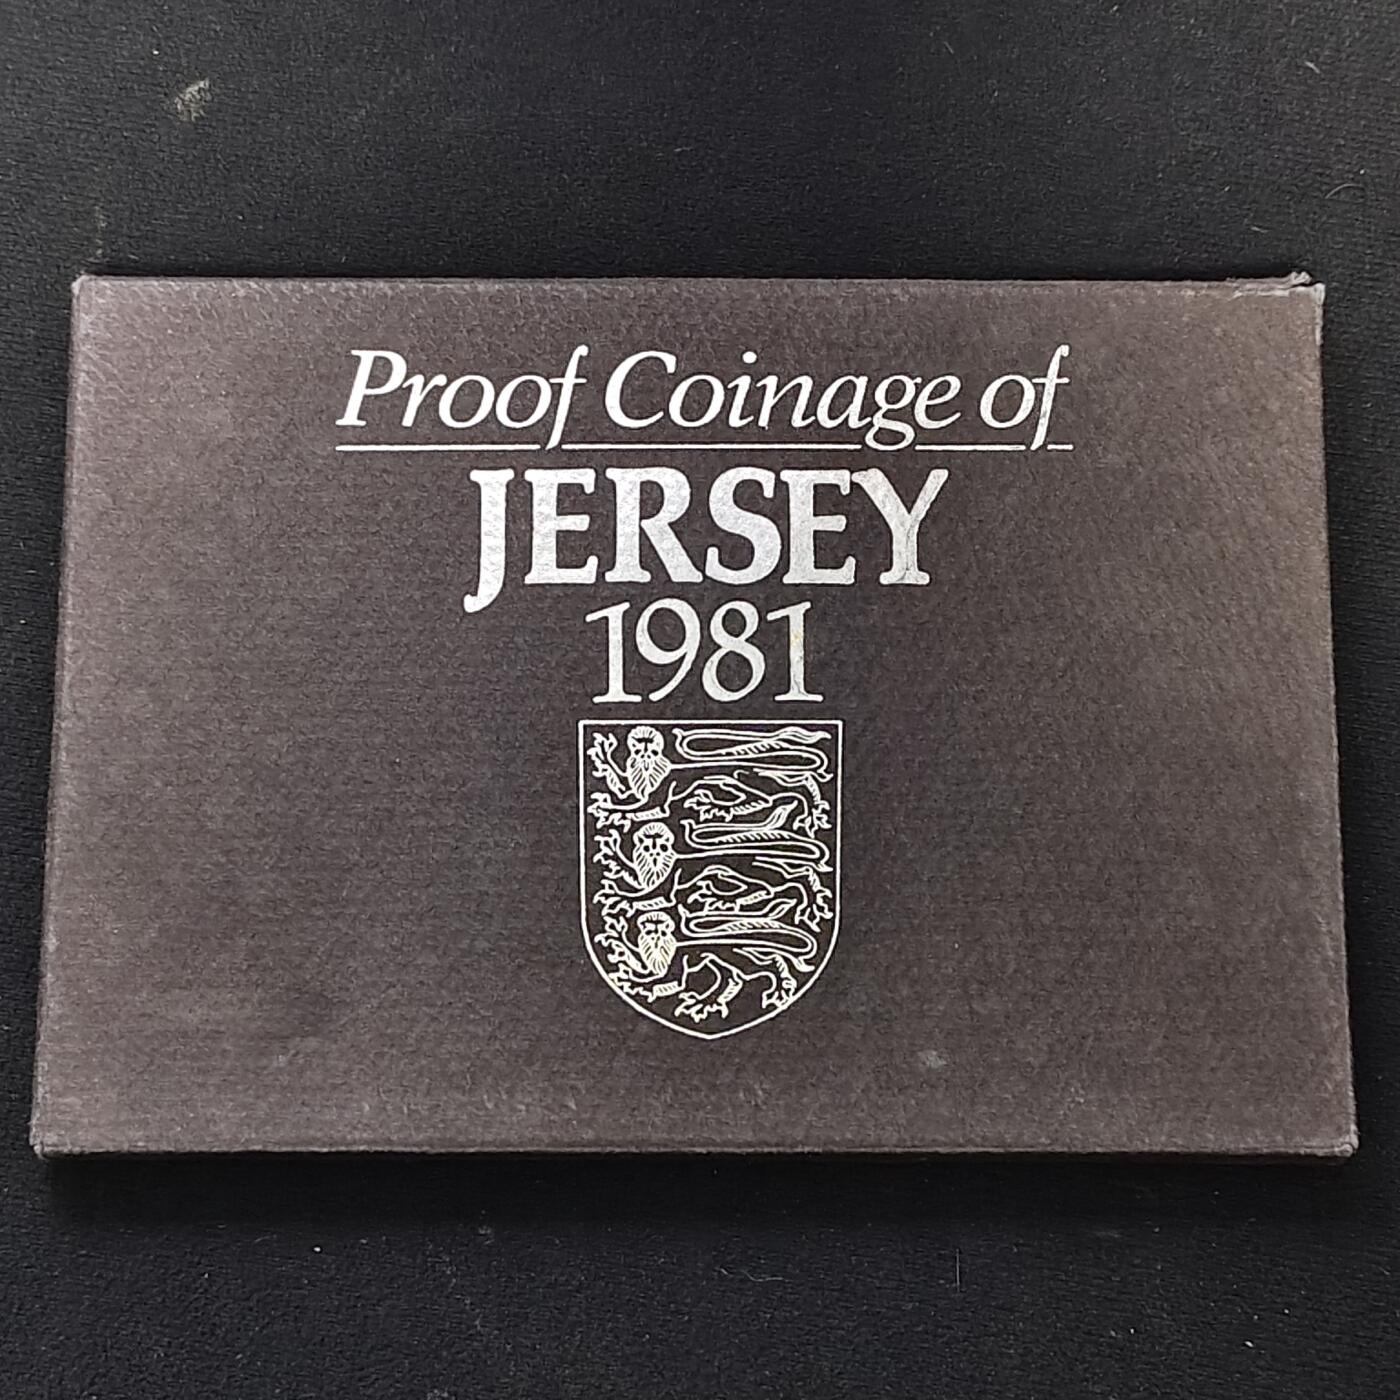 Proof Coinage of
JERSEY
1981